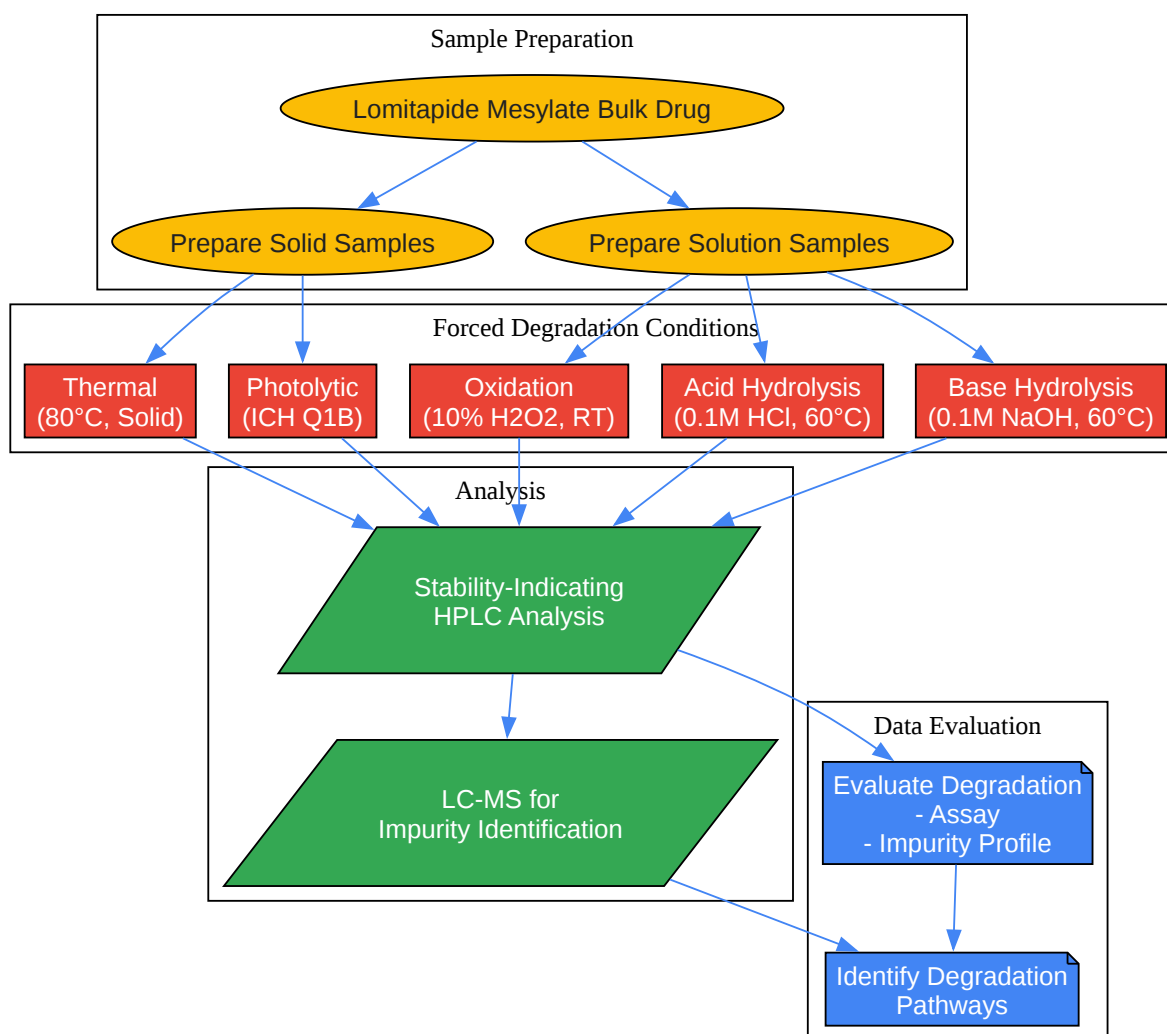 Sample Preparation
Lomitapide Mesylate Bulk Drug
Prepare Solid Samples
Prepare Solution Samples
Forced Degradation Conditions
Thermal
(80°C, Solid)
Photolytic
(ICH Q1B)
Oxidation
(10% H2O2, RT)
Acid Hydrolysis
(0.1M HCl, 60°C)
Base Hydrolysis
(0.1M NaOH, 60°C)
Analysis
Stability-Indicating
HPLC Analysis
LC-MS for
Impurity Identification
Data Evaluation
Evaluate Degradation
- Assay
- Impurity Profile
Identify Degradation
Pathways